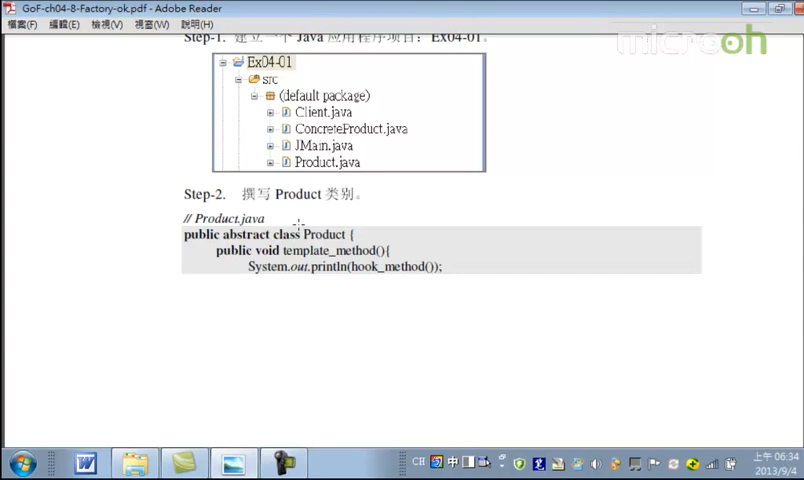 GoF-ch04-8-Factory-ok.pdf - Adobe Reader
檔案(F) 編輯(E) 檢視(V) 視窗(W) 說明(H)
microoh
Step-1. 建立一个 Java 应用程序项目：Ex04-01。
Ex04-01
src
(default package)
Client.java
ConcreteProduct.java
JMain.java
Product.java
Step-2. 撰写 Product 类别。
// Product.java
public abstract class Product {
public void template_method(){
System.out.println(hook_method());
CH 中
上午 06:34
2013/9/4